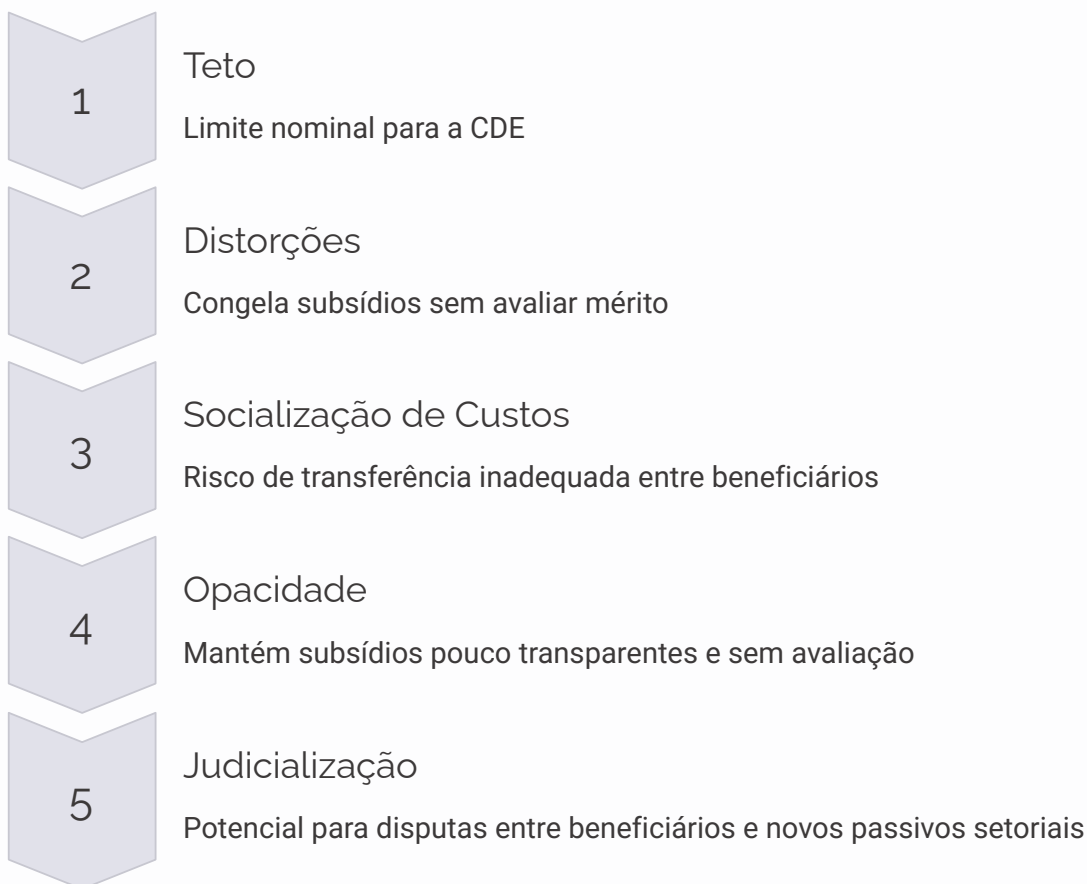 1
Teto
Limite nominal para a CDE
2
Distorções
Congela subsídios sem avaliar mérito
3
Socialização de Custos
Risco de transferência inadequada entre beneficiários
4
Opacidade
Mantém subsídios pouco transparentes e sem avaliação
5
Judicialização
Potencial para disputas entre beneficiários e novos passivos setoriais